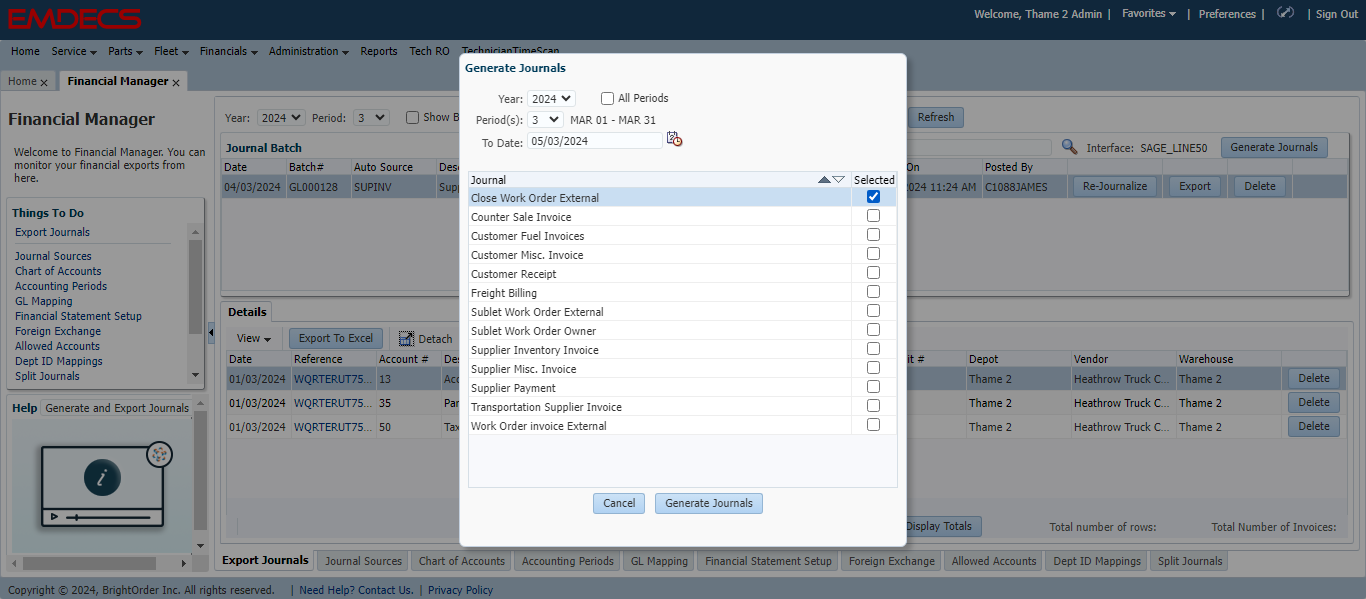 EMDECS
Welcome, Thame 2 Admin | Favorites | Preferences | | Sign Out
Home Service Parts Fleet Financials Administration Reports Tech RO TechnicianTimeScan
Home x Financial Manager x
Financial Manager
Welcome to Financial Manager. You can
monitor your financial exports from
here.
Things To Do
Export Journals
Journal Sources
Chart of Accounts
Accounting Periods
GL Mapping
Financial Statement Setup
Foreign Exchange
Allowed Accounts
Dept ID Mappings
Split Journals
Help Generate and Export Journals
i
Year: 2024 Period: 3 Show B Refresh
Journal Batch Interface: SAGE_LINE50 Generate Journals
Date Batch# Auto Source On Posted By
04/03/2024 GL000128 SUPINV 2024 11:24 AM C1088JAMES Re-Journalize Export Delete
Generate Journals
Year: 2024 All Periods
Period(s): 3 MAR 01 - MAR 31
To Date: 05/03/2024
Journal Selected
Close Work Order External
Counter Sale Invoice
Customer Fuel Invoices
Customer Misc. Invoice
Customer Receipt
Freight Billing
Sublet Work Order External
Sublet Work Order Owner
Supplier Inventory Invoice
Supplier Misc. Invoice
Supplier Payment
Transportation Supplier Invoice
Work Order invoice External
Cancel Generate Journals
Details
View Export To Excel Detach
Date Reference Account # Des it # Depot Vendor Warehouse
01/03/2024 WQRTERUT75... 13 Acc Thame 2 Heathrow Truck C... Thame 2 Delete
01/03/2024 WQRTERUT75... 35 Par Thame 2 Heathrow Truck C... Thame 2 Delete
01/03/2024 WQRTERUT75... 50 Tax Thame 2 Heathrow Truck C... Thame 2 Delete
Display Totals Total number of rows: Total Number of Invoices:
Export Journals Journal Sources Chart of Accounts Accounting Periods GL Mapping Financial Statement Setup Foreign Exchange Allowed Accounts Dept ID Mappings Split Journals
Copyright © 2024, BrightOrder Inc. All rights reserved. | Need Help? Contact Us. | Privacy Policy